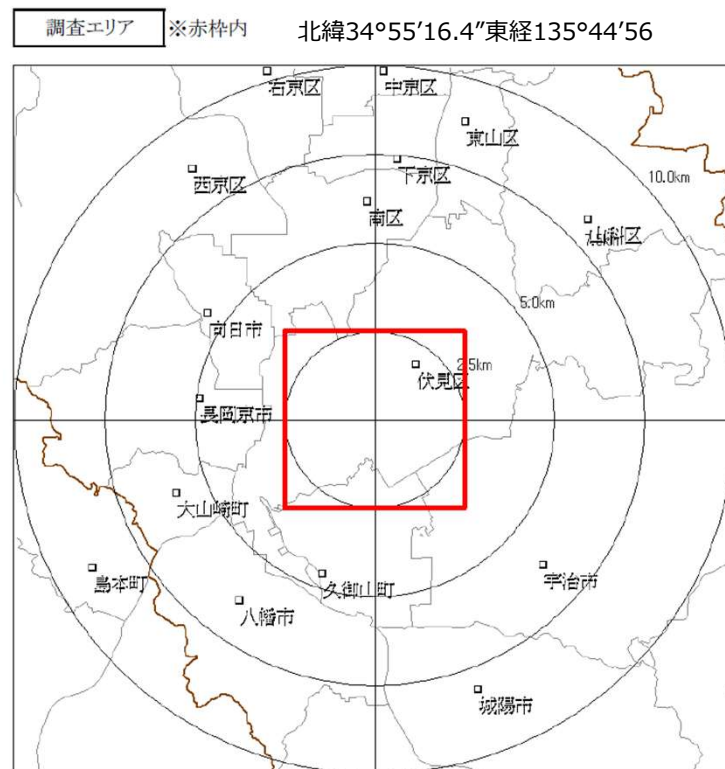 調査エリア ※赤枠内 北緯34°55′16.4″東経135°44′56
右京区 中京区
東山区
下京区
西京区
10.0km
南区
山科区
5.0km
向日市
2.5km
伏見区
長岡京市
大山崎町
島本町 久御山町 宇治市
八幡市
城陽市